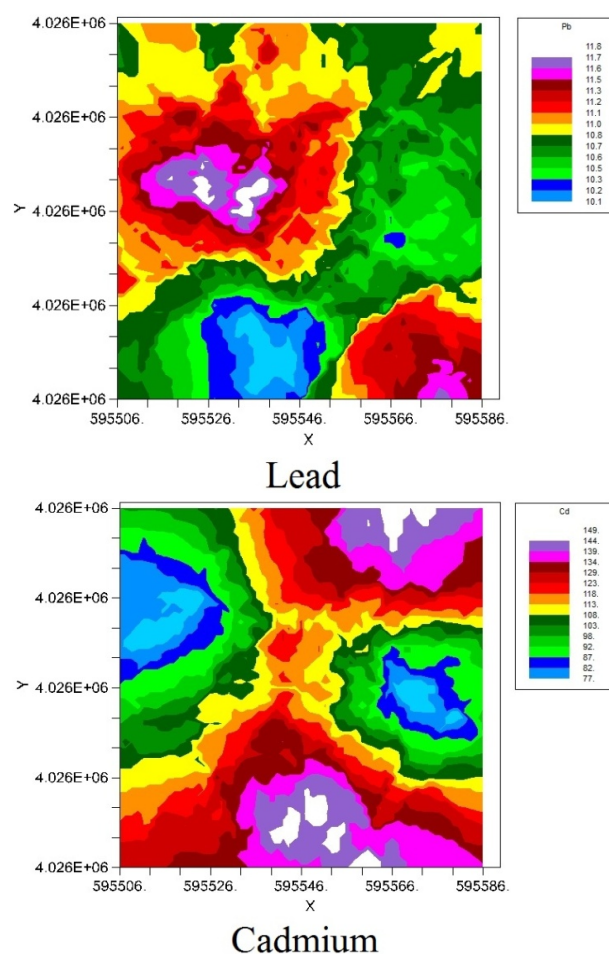 Pb
4.026E+06
11.8
11.7
11.6
11.5
11.3
11.2
11.1
11.0
10.8
10.7
10.6
10.5
10.3
10.2
10.1
4.026E+06
Y
4.026E+06
4.026E+06
4.026E+06
595506. 595526. 595546. 595566. 595586.
X
Lead
Cd
4.026E+06
149.
144.
139.
134.
129.
123.
118.
113.
108.
103.
98.
92.
87.
82.
77.
4.026E+06
Y
4.026E+06
4.026E+06
4.026E+06
595506. 595526. 595546. 595566. 595586.
X
Cadmium